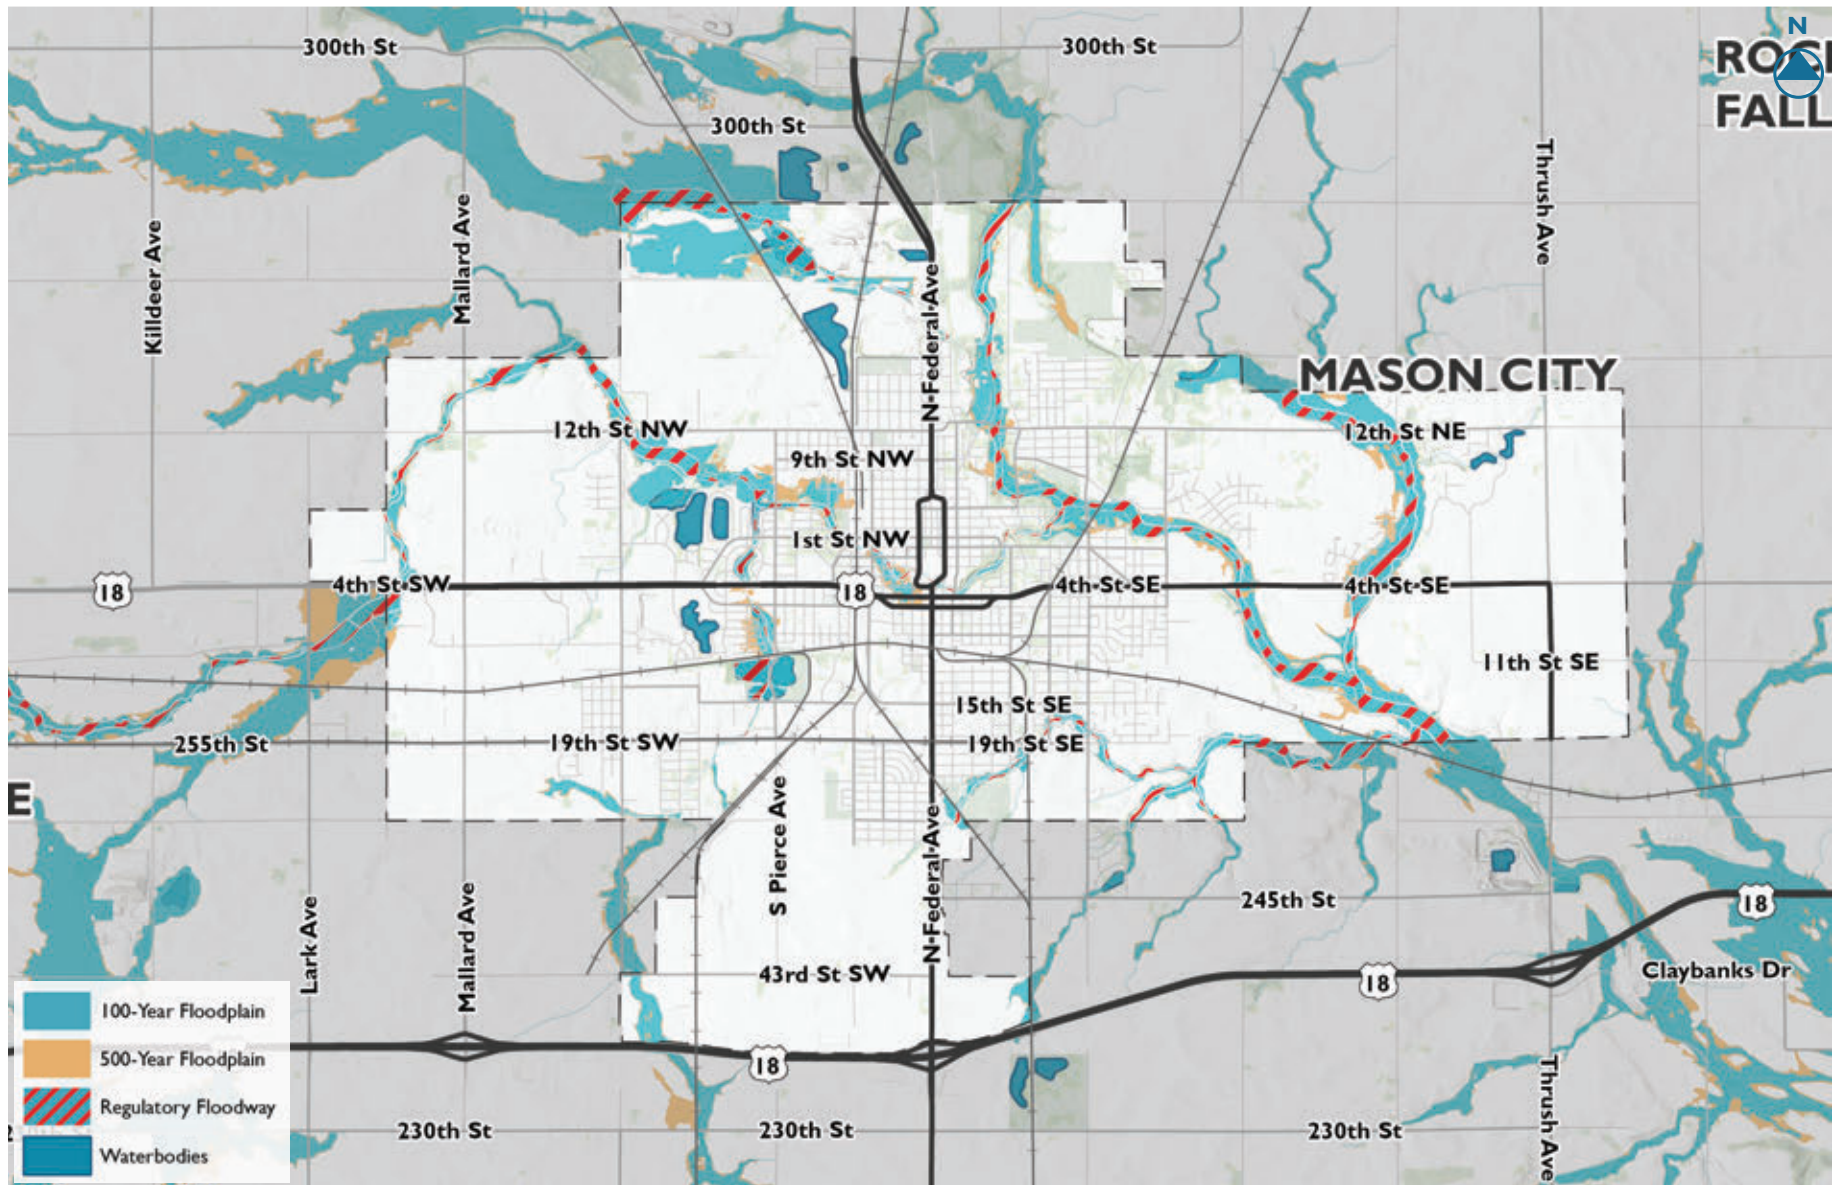 N
300th St
300th St
300th St
FALL
Killdeer Ave
Mallard Ave
N Federal Ave
Thrush Ave
MASON CITY
12th St NW
12th St NE
9th St NW
1st St NW
18
4th St SW
18
4th St SE
4th St SE
11th St SE
15th St SE
255th St
19th St SW
19th St SE
E
S Pierce Ave
N Federal Ave
Lark Ave
Mallard Ave
245th St
18
43rd St SW
18
Claybanks Dr
18
Thrush Ave
230th St
230th St
230th St
100-Year Floodplain
500-Year Floodplain
Regulatory Floodway
Waterbodies